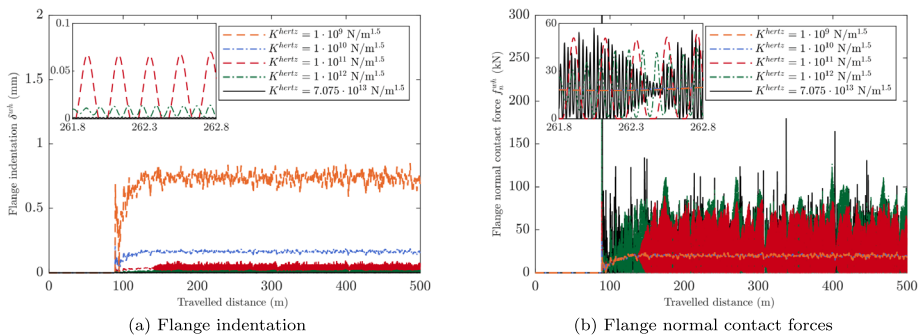 2
1.5
1
0.5
0
0
100
200
300
400
500
Flange indentation δ^{wh} (mm)
Travelled distance (m)
0.1
0.05
0
261.8
262.3
262.8
K^{hertz} = 1 · 10^9 N/m^{1.5}
K^{hertz} = 1 · 10^{10} N/m^{1.5}
K^{hertz} = 1 · 10^{11} N/m^{1.5}
K^{hertz} = 1 · 10^{12} N/m^{1.5}
K^{hertz} = 7.075 · 10^{13} N/m^{1.5}
(a) Flange indentation
300
250
200
150
100
50
0
0
100
200
300
400
500
Flange normal contact force f_n^{wh} (kN)
Travelled distance (m)
60
30
0
261.8
262.3
262.8
K^{hertz} = 1 · 10^9 N/m^{1.5}
K^{hertz} = 1 · 10^{10} N/m^{1.5}
K^{hertz} = 1 · 10^{11} N/m^{1.5}
K^{hertz} = 1 · 10^{12} N/m^{1.5}
K^{hertz} = 7.075 · 10^{13} N/m^{1.5}
(b) Flange normal contact forces